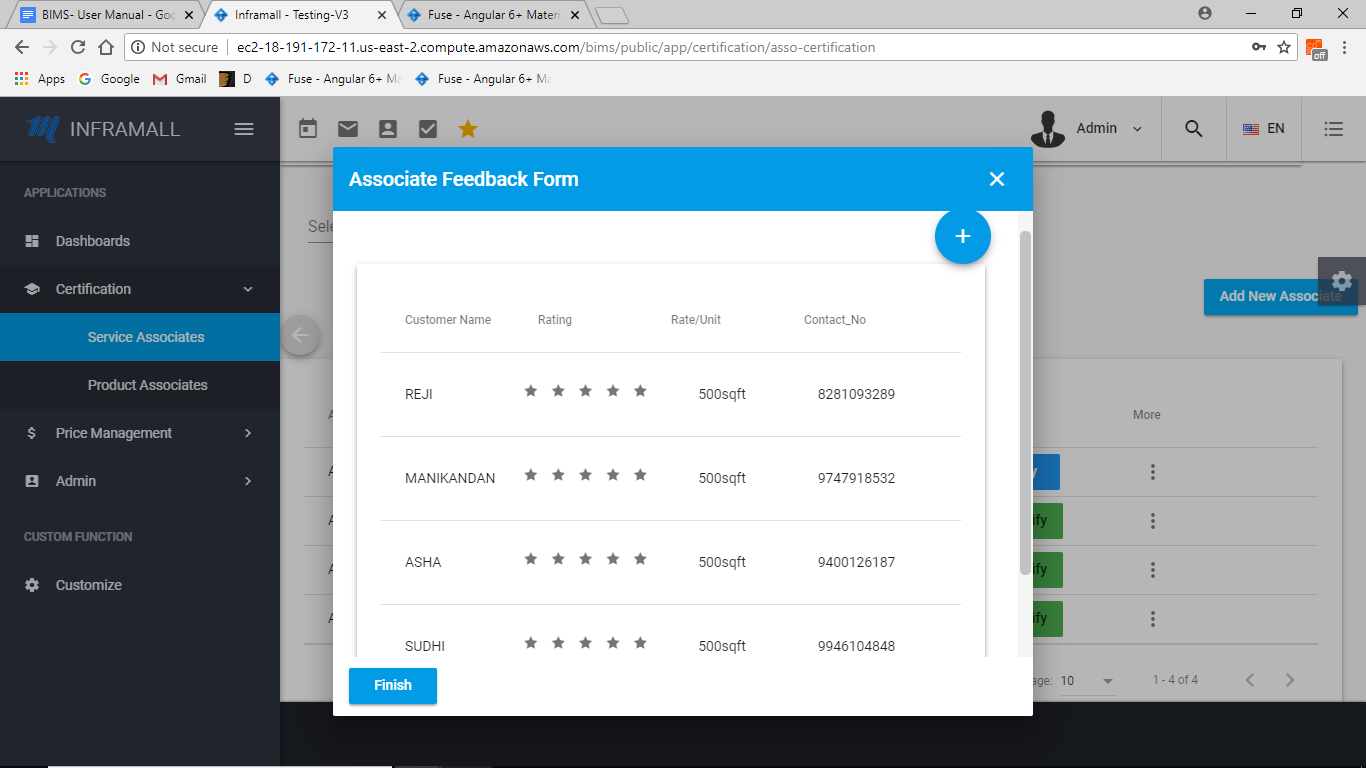 BIMS- User Manual - Goo
Inframall - Testing-V3
Fuse - Angular 6+ Materi
Not secure
ec2-18-191-172-11.us-east-2.compute.amazonaws.com/bims/public/app/certification/asso-certification
off
Apps
Google
Gmail
D
Fuse - Angular 6+ Ma
Fuse - Angular 6+ Ma
INFRAMALL
Admin
EN
APPLICATIONS
Dashboards
Certification
Service Associates
Product Associates
Price Management
Admin
CUSTOM FUNCTION
Customize
Sele
Add New Associate
More
Associate Feedback Form
Customer Name Rating Rate/Unit Contact_No
REJI 500sqft 8281093289
MANIKANDAN 500sqft 9747918532
ASHA 500sqft 9400126187
SUDHI 500sqft 9946104848
Finish
ify
ify
ify
age: 10
1 - 4 of 4